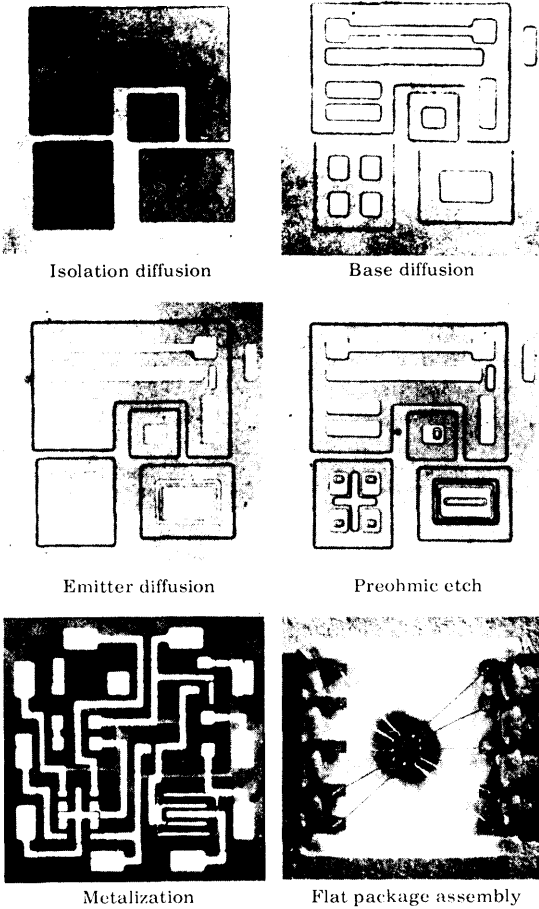 Isolation diffusion
Base diffusion
Emitter diffusion
Preohmic etch
Metalization
Flat package assembly